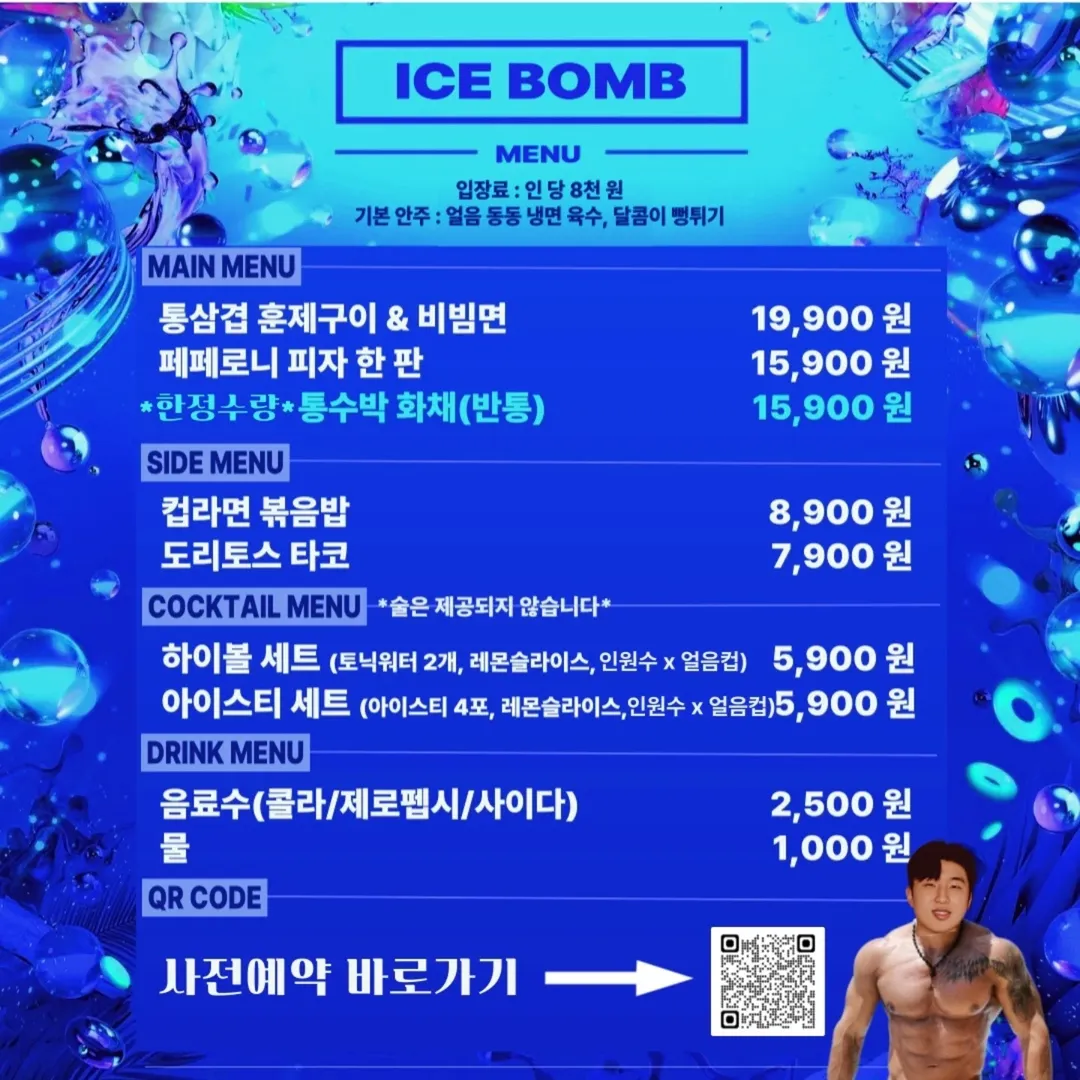 ICE BOMB
MENU
입장료 : 인 당 8천 원
기본 안주 : 얼음 동동 냉면 육수, 달콤이 뻥튀기
MAIN MENU
통삼겹 훈제구이 & 비빔면 19,900 원
페페로니 피자 한 판 15,900 원
*한정수량*통수박 화채(반통) 15,900 원
SIDE MENU
컵라면 볶음밥 8,900 원
도리토스 타코 7,900 원
COCKTAIL MENU *술은 제공되지 않습니다*
하이볼 세트 (토닉워터 2개, 레몬슬라이스, 인원수 x 얼음컵) 5,900 원
아이스티 세트 (아이스티 4포, 레몬슬라이스,인원수 x 얼음컵)5,900 원
DRINK MENU
음료수(콜라/제로펩시/사이다) 2,500 원
물 1,000 원
QR CODE
사전예약 바로가기